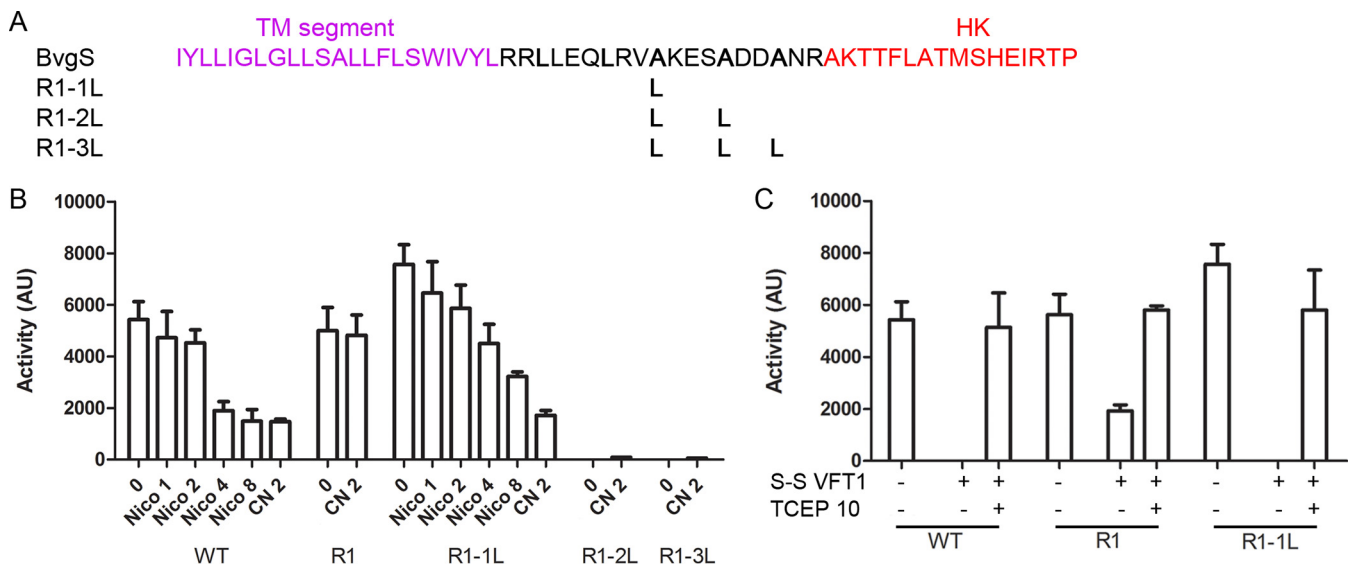 A
TM segment HK
BvgS IYLLIGLGLLSALLFLSWIVYLRRLLEQLRVAKESADDANRAKTTFLATMSHEIRTP
R1-1L L
R1-2L L L
R1-3L L L L
B
Activity (AU)
10000
8000
6000
4000
2000
0
0 Nico 1 Nico 2 Nico 4 Nico 8 CN 2 0 CN 2 0 Nico 1 Nico 2 Nico 4 Nico 8 CN 2 0 CN 2 0 CN 2
WT R1 R1-1L R1-2L R1-3L
C
Activity (AU)
10000
8000
6000
4000
2000
0
S-S VFT1 - + + - + + - + +
TCEP 10 - - + - - + - - +
WT R1 R1-1L